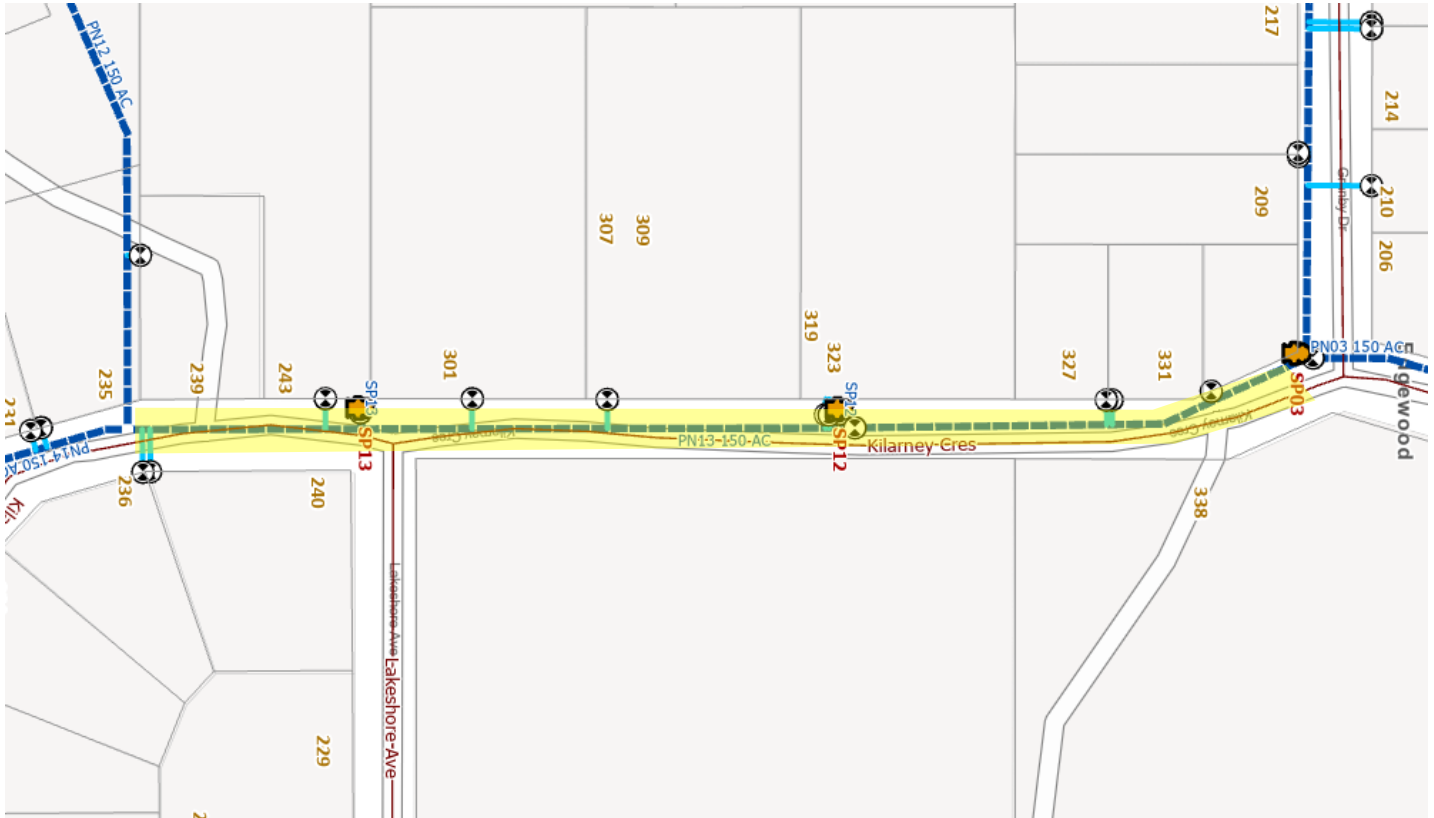 PN12 150 AC
217
214
210
209
Granby Dr
206
307
309
319
323
301
243
239
235
327
331
PN03 150 AC
SP13
SP12
SP13
SP12
SP03
Kilarney Cres
Kilarney Cres
PN13 150 AC
Kilarney Cres
PN14 150 AC
231
236
240
338
Lakeshore Ave
Lakeshore Ave
229